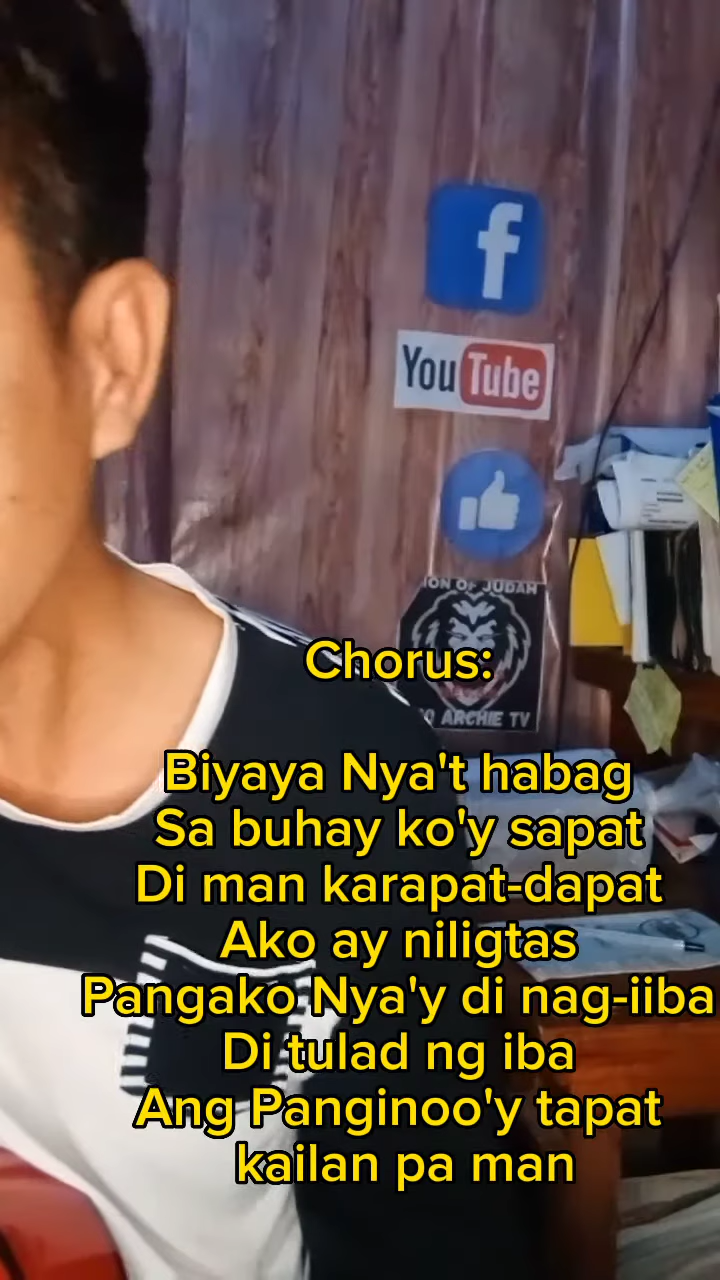 f
YouTube
ION OF JUDAH
ARCHIE TV
Chorus:
Biyaya Nya't habag
Sa buhay ko'y sapat
Di man karapat-dapat
Ako ay niligtas
Pangako Nya'y di nag-iiba
Di tulad ng iba
Ang Panginoo'y tapat
kailan pa man